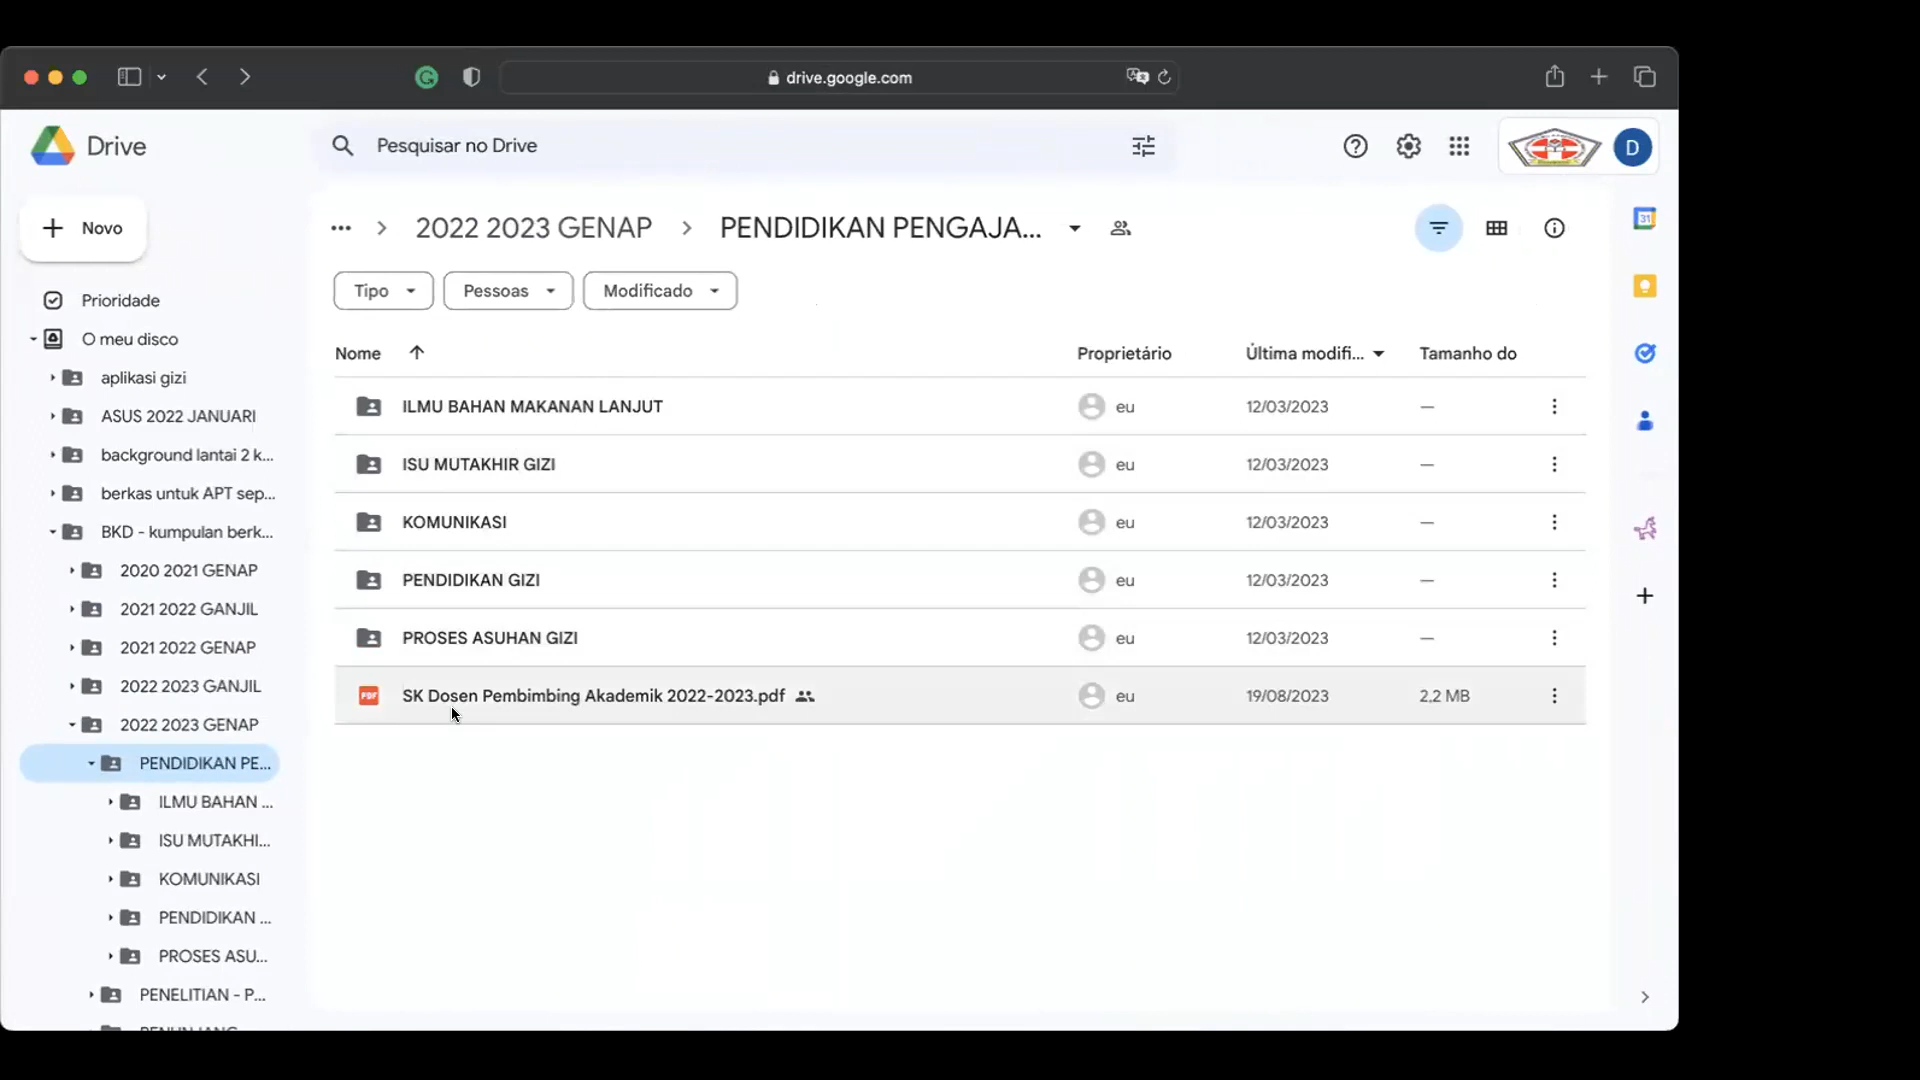 drive.google.com
Drive
Pesquisar no Drive
D
Novo
2022 2023 GENAP
PENDIDIKAN PENGAJA...
31
Tipo
Pessoas
Modificado
Prioridade
O meu disco
aplikasi gizi
ASUS 2022 JANUARI
background lantai 2 k...
berkas untuk APT sep...
BKD - kumpulan berk...
2020 2021 GENAP
2021 2022 GANJIL
2021 2022 GENAP
2022 2023 GANJIL
2022 2023 GENAP
PENDIDIKAN PE...
ILMU BAHAN ...
ISU MUTAKHI...
KOMUNIKASI
PENDIDIKAN ...
PROSES ASU...
PENELITIAN - P...
PENUNJANG
Nome Proprietário Última modifi... Tamanho do
ILMU BAHAN MAKANAN LANJUT eu 12/03/2023 —
ISU MUTAKHIR GIZI eu 12/03/2023 —
KOMUNIKASI eu 12/03/2023 —
PENDIDIKAN GIZI eu 12/03/2023 —
PROSES ASUHAN GIZI eu 12/03/2023 —
PDF SK Dosen Pembimbing Akademik 2022-2023.pdf eu 19/08/2023 2,2 MB